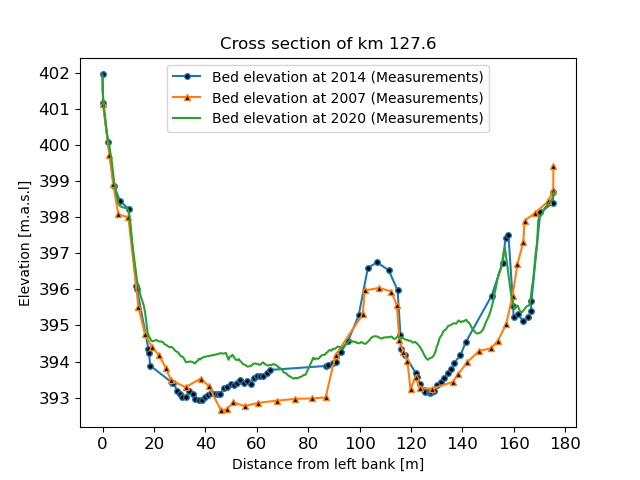 Cross section of km 127.6
Bed elevation at 2014 (Measurements)
Bed elevation at 2007 (Measurements)
Bed elevation at 2020 (Measurements)
Elevation [m.a.s.l]
402
401
400
399
398
397
396
395
394
393
0 20 40 60 80 100 120 140 160 180
Distance from left bank [m]